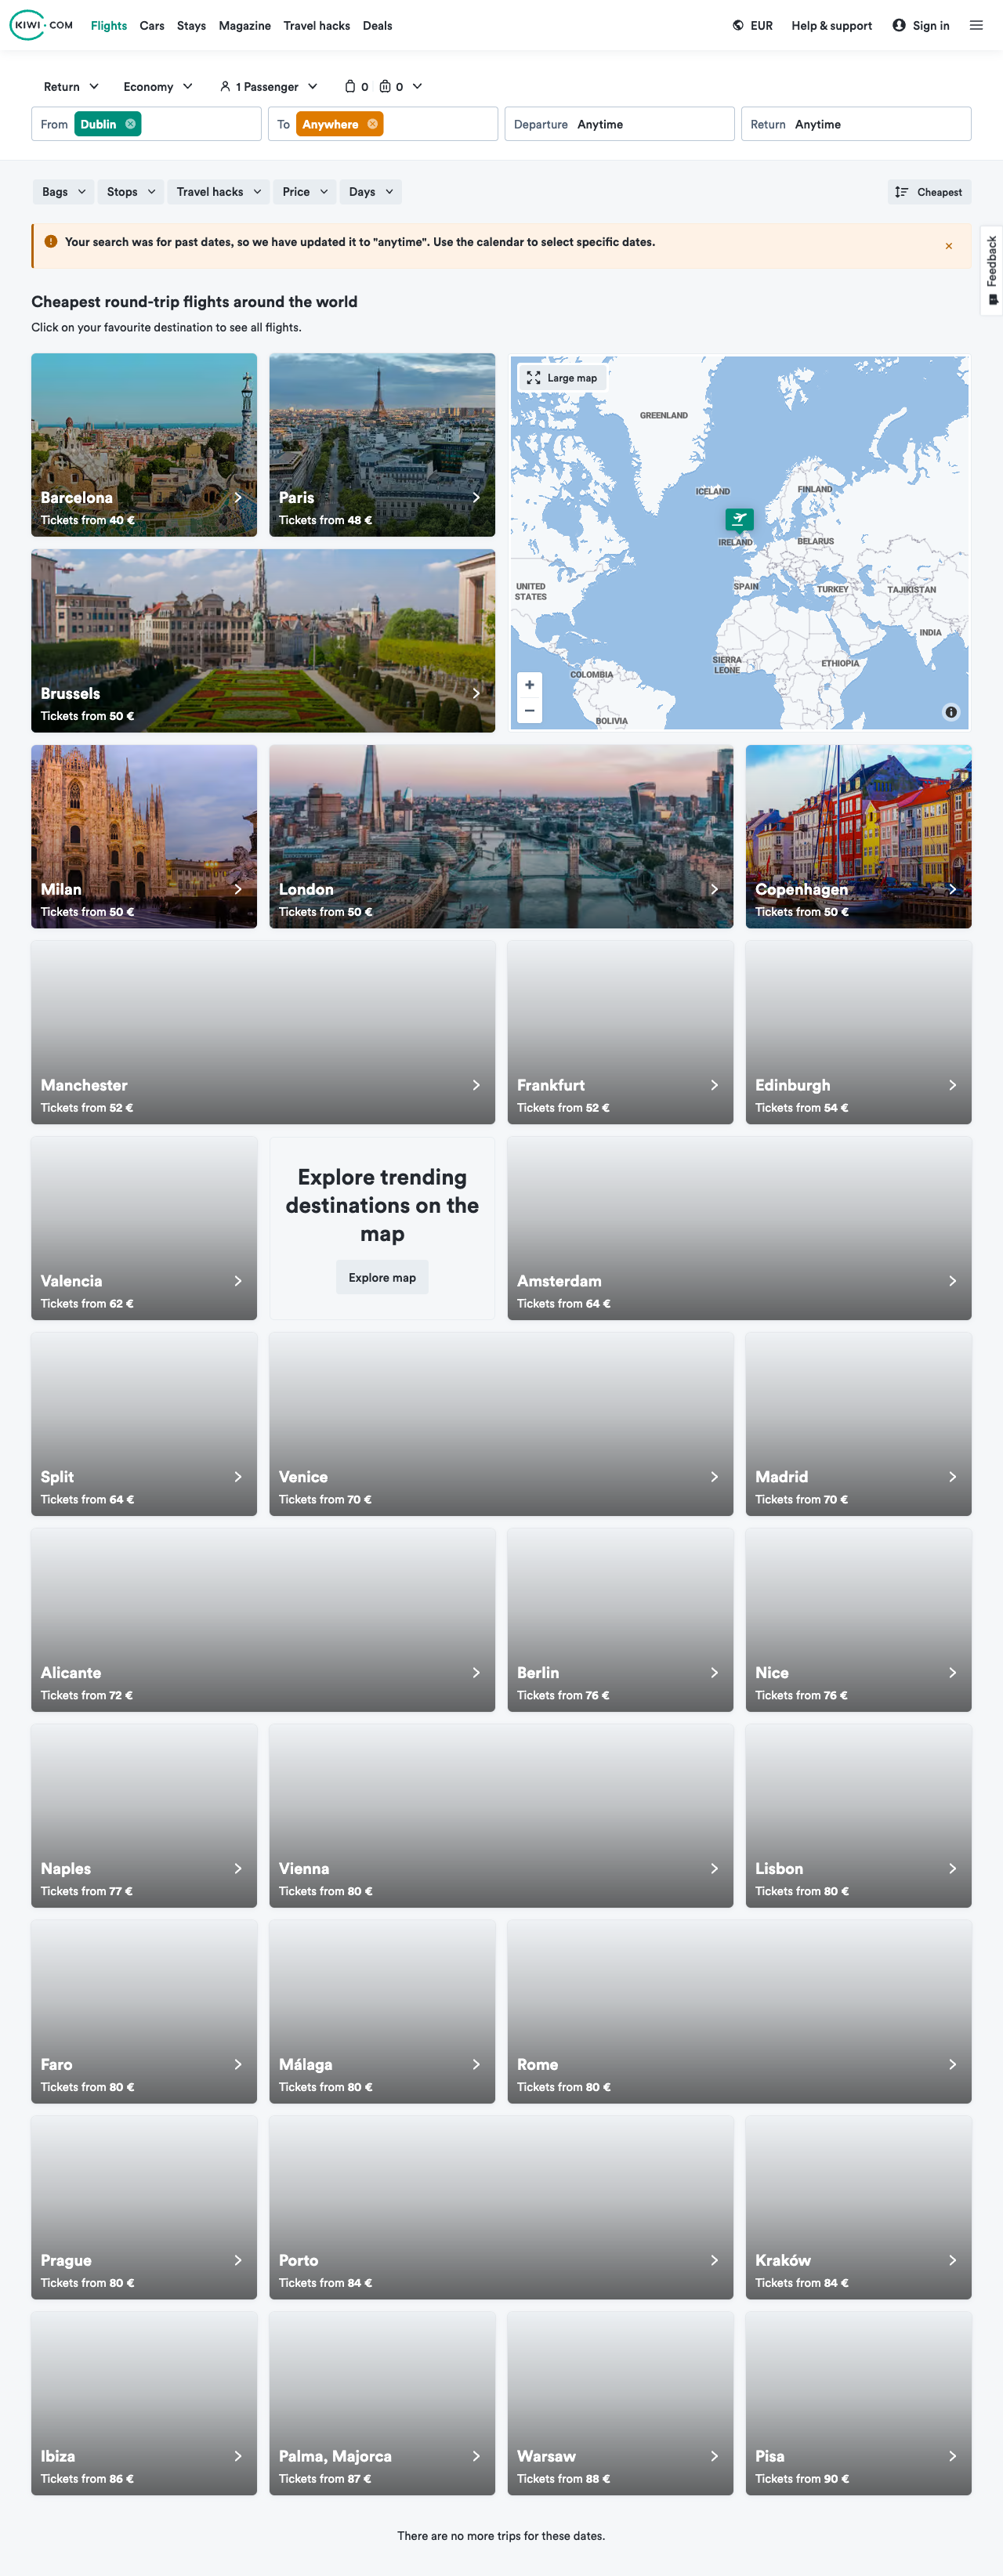 KIWI.COM
Flights
Cars
Stays
Magazine
Travel hacks
Deals
EUR
Help & support
Sign in
Return
Economy
1 Passenger
0
0
From Dublin
To Anywhere
Departure Anytime
Return Anytime
Bags
Stops
Travel hacks
Price
Days
Cheapest
Your search was for past dates, so we have updated it to "anytime". Use the calendar to select specific dates.
Feedback
Cheapest round-trip flights around the world
Click on your favourite destination to see all flights.
Barcelona
Tickets from 40 €
Paris
Tickets from 48 €
Large map
GREENLAND
ICELAND
FINLAND
IRELAND
BELARUS
UNITED
STATES
SPAIN
TURKEY
TAJIKISTAN
INDIA
SIERRA
LEONE
ETHIOPIA
COLOMBIA
BOLIVIA
+
−
Brussels
Tickets from 50 €
Milan
Tickets from 50 €
London
Tickets from 50 €
Copenhagen
Tickets from 50 €
Manchester
Tickets from 52 €
Frankfurt
Tickets from 52 €
Edinburgh
Tickets from 54 €
Valencia
Tickets from 62 €
Explore trending
destinations on the
map
Explore map
Amsterdam
Tickets from 64 €
Split
Tickets from 64 €
Venice
Tickets from 70 €
Madrid
Tickets from 70 €
Alicante
Tickets from 72 €
Berlin
Tickets from 76 €
Nice
Tickets from 76 €
Naples
Tickets from 77 €
Vienna
Tickets from 80 €
Lisbon
Tickets from 80 €
Faro
Tickets from 80 €
Málaga
Tickets from 80 €
Rome
Tickets from 80 €
Prague
Tickets from 80 €
Porto
Tickets from 84 €
Kraków
Tickets from 84 €
Ibiza
Tickets from 86 €
Palma, Majorca
Tickets from 87 €
Warsaw
Tickets from 88 €
Pisa
Tickets from 90 €
There are no more trips for these dates.